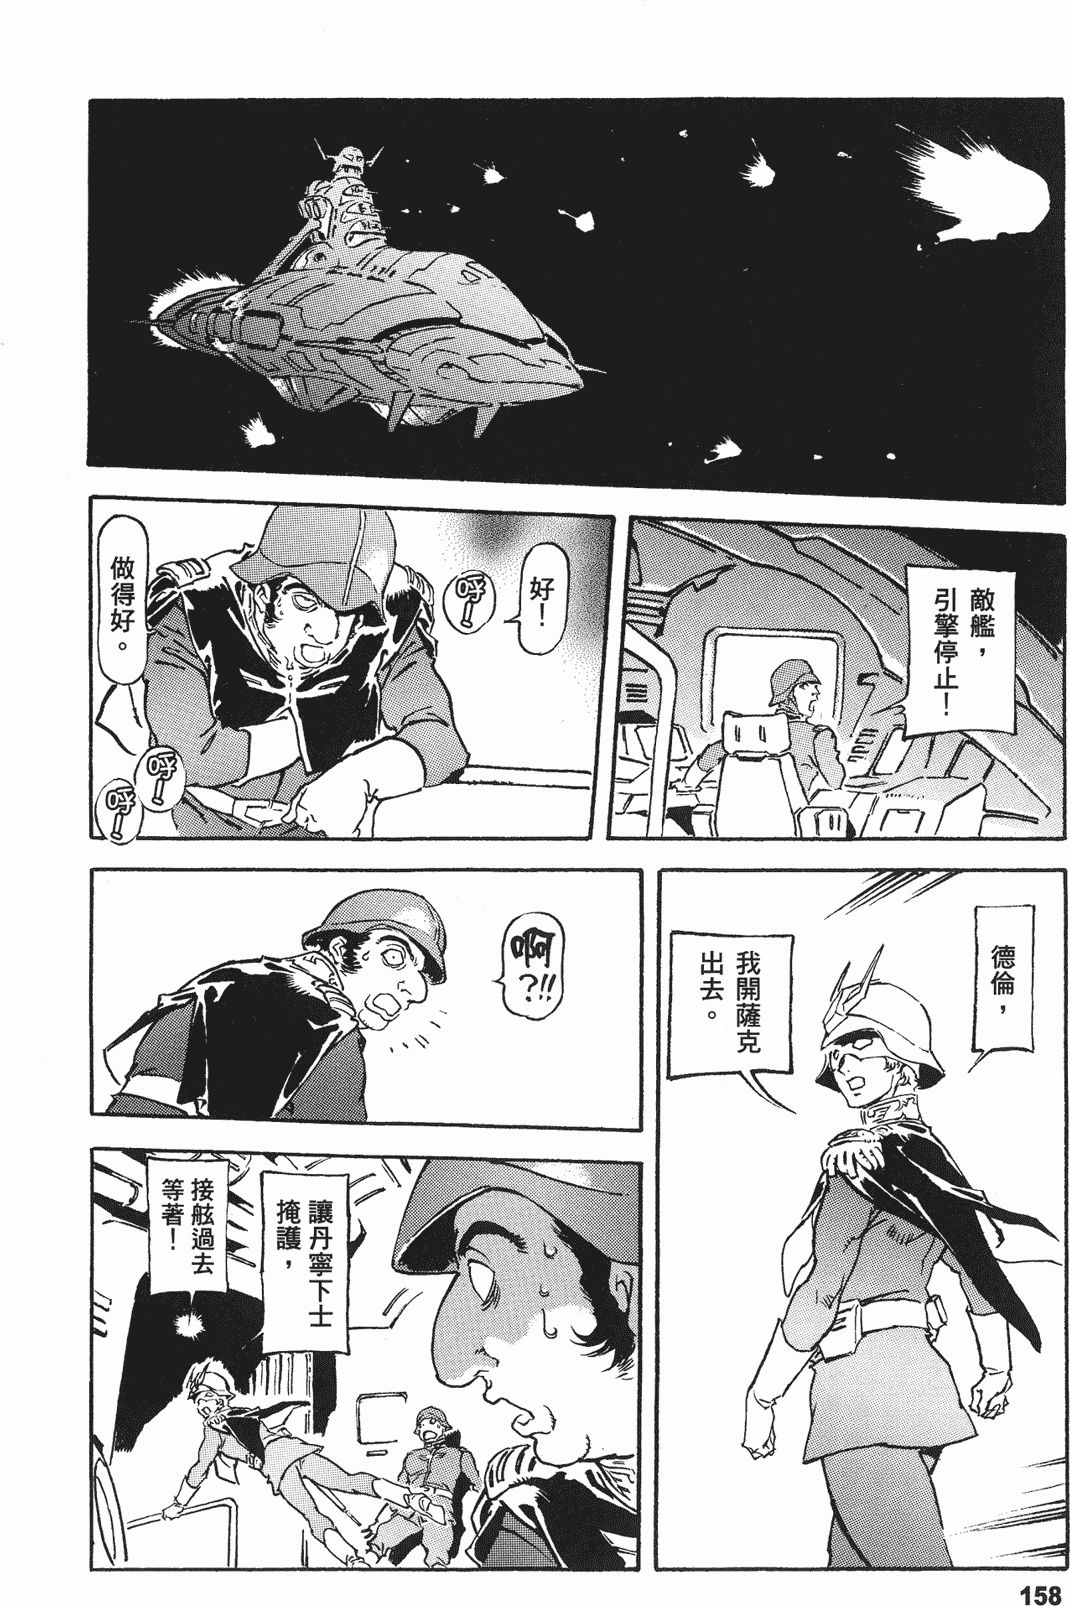 敵艦，
引擎停止！
好！
呼！
做得好。
呼！
呼！
德倫，
我開薩克
出去。
啊?!!
讓丹寧下士
掩護，
接舷過去
等著！
158